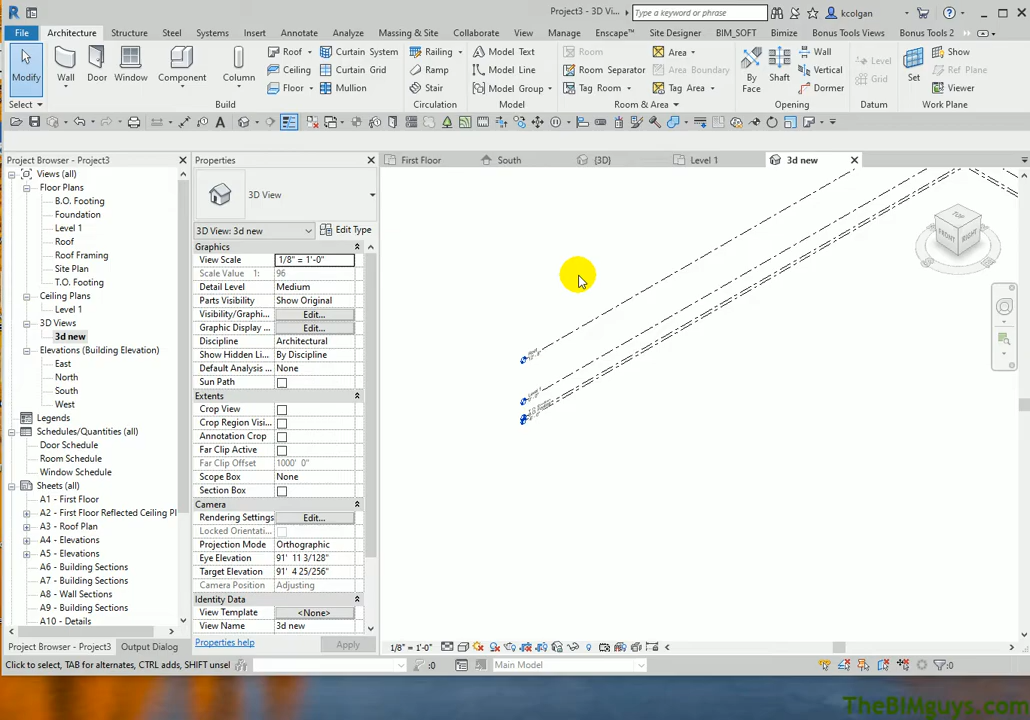 Project3 - 3D Vi...
Type a keyword or phrase
kcolgan
File
Architecture
Structure
Steel
Systems
Insert
Annotate
Analyze
Massing & Site
Collaborate
View
Manage
Enscape™
Site Designer
BIM_SOFT
Bimize
Bonus Tools
Bonus Tools 2
Modify
Wall
Door
Window
Component
Column
Roof
Ceiling
Floor
Curtain System
Curtain Grid
Mullion
Railing
Ramp
Stair
Model Text
Model Line
Model Group
Room
Room Separator
Tag Room
Area
Area Boundary
Tag Area
By
Face
Shaft
Wall
Vertical
Dormer
Level
Grid
Set
Show
Ref Plane
Viewer
Select
Build
Circulation
Model
Room & Area
Opening
Datum
Work Plane
Project Browser - Project3
Views (all)
Floor Plans
B.O. Footing
Foundation
Level 1
Roof
Roof Framing
Site Plan
T.O. Footing
Ceiling Plans
Level 1
3D Views
3d new
Elevations (Building Elevation)
East
North
South
West
Legends
Schedules/Quantities (all)
Door Schedule
Room Schedule
Window Schedule
Sheets (all)
A1 - First Floor
A2 - First Floor Reflected Ceiling Pl
A3 - Roof Plan
A4 - Elevations
A5 - Elevations
A6 - Building Sections
A7 - Building Sections
A8 - Wall Sections
A9 - Building Sections
A10 - Details
Project Browser - Project3
Output Dialog
Properties
3D View
3D View: 3d new
Edit Type
Graphics
View Scale 1/8" = 1'-0"
Scale Value 1: 96
Detail Level Medium
Parts Visibility Show Original
Visibility/Graphi... Edit...
Graphic Display ... Edit...
Discipline Architectural
Show Hidden Li... By Discipline
Default Analysis ... None
Sun Path
Extents
Crop View
Crop Region Visi...
Annotation Crop
Far Clip Active
Far Clip Offset 1000' 0"
Scope Box None
Section Box
Camera
Rendering Settings Edit...
Locked Orientati...
Projection Mode Orthographic
Eye Elevation 91' 11 3/128"
Target Elevation 91' 4 25/256"
Camera Position Adjusting
Identity Data
View Template <None>
View Name 3d new
Properties help
Apply
First Floor
South
{3D}
Level 1
3d new
TOP
FRONT
RIGHT
1/8" = 1'-0"
Click to select, TAB for alternates, CTRL adds, SHIFT unsel
:0
Main Model
:0
TheBIMguys.com